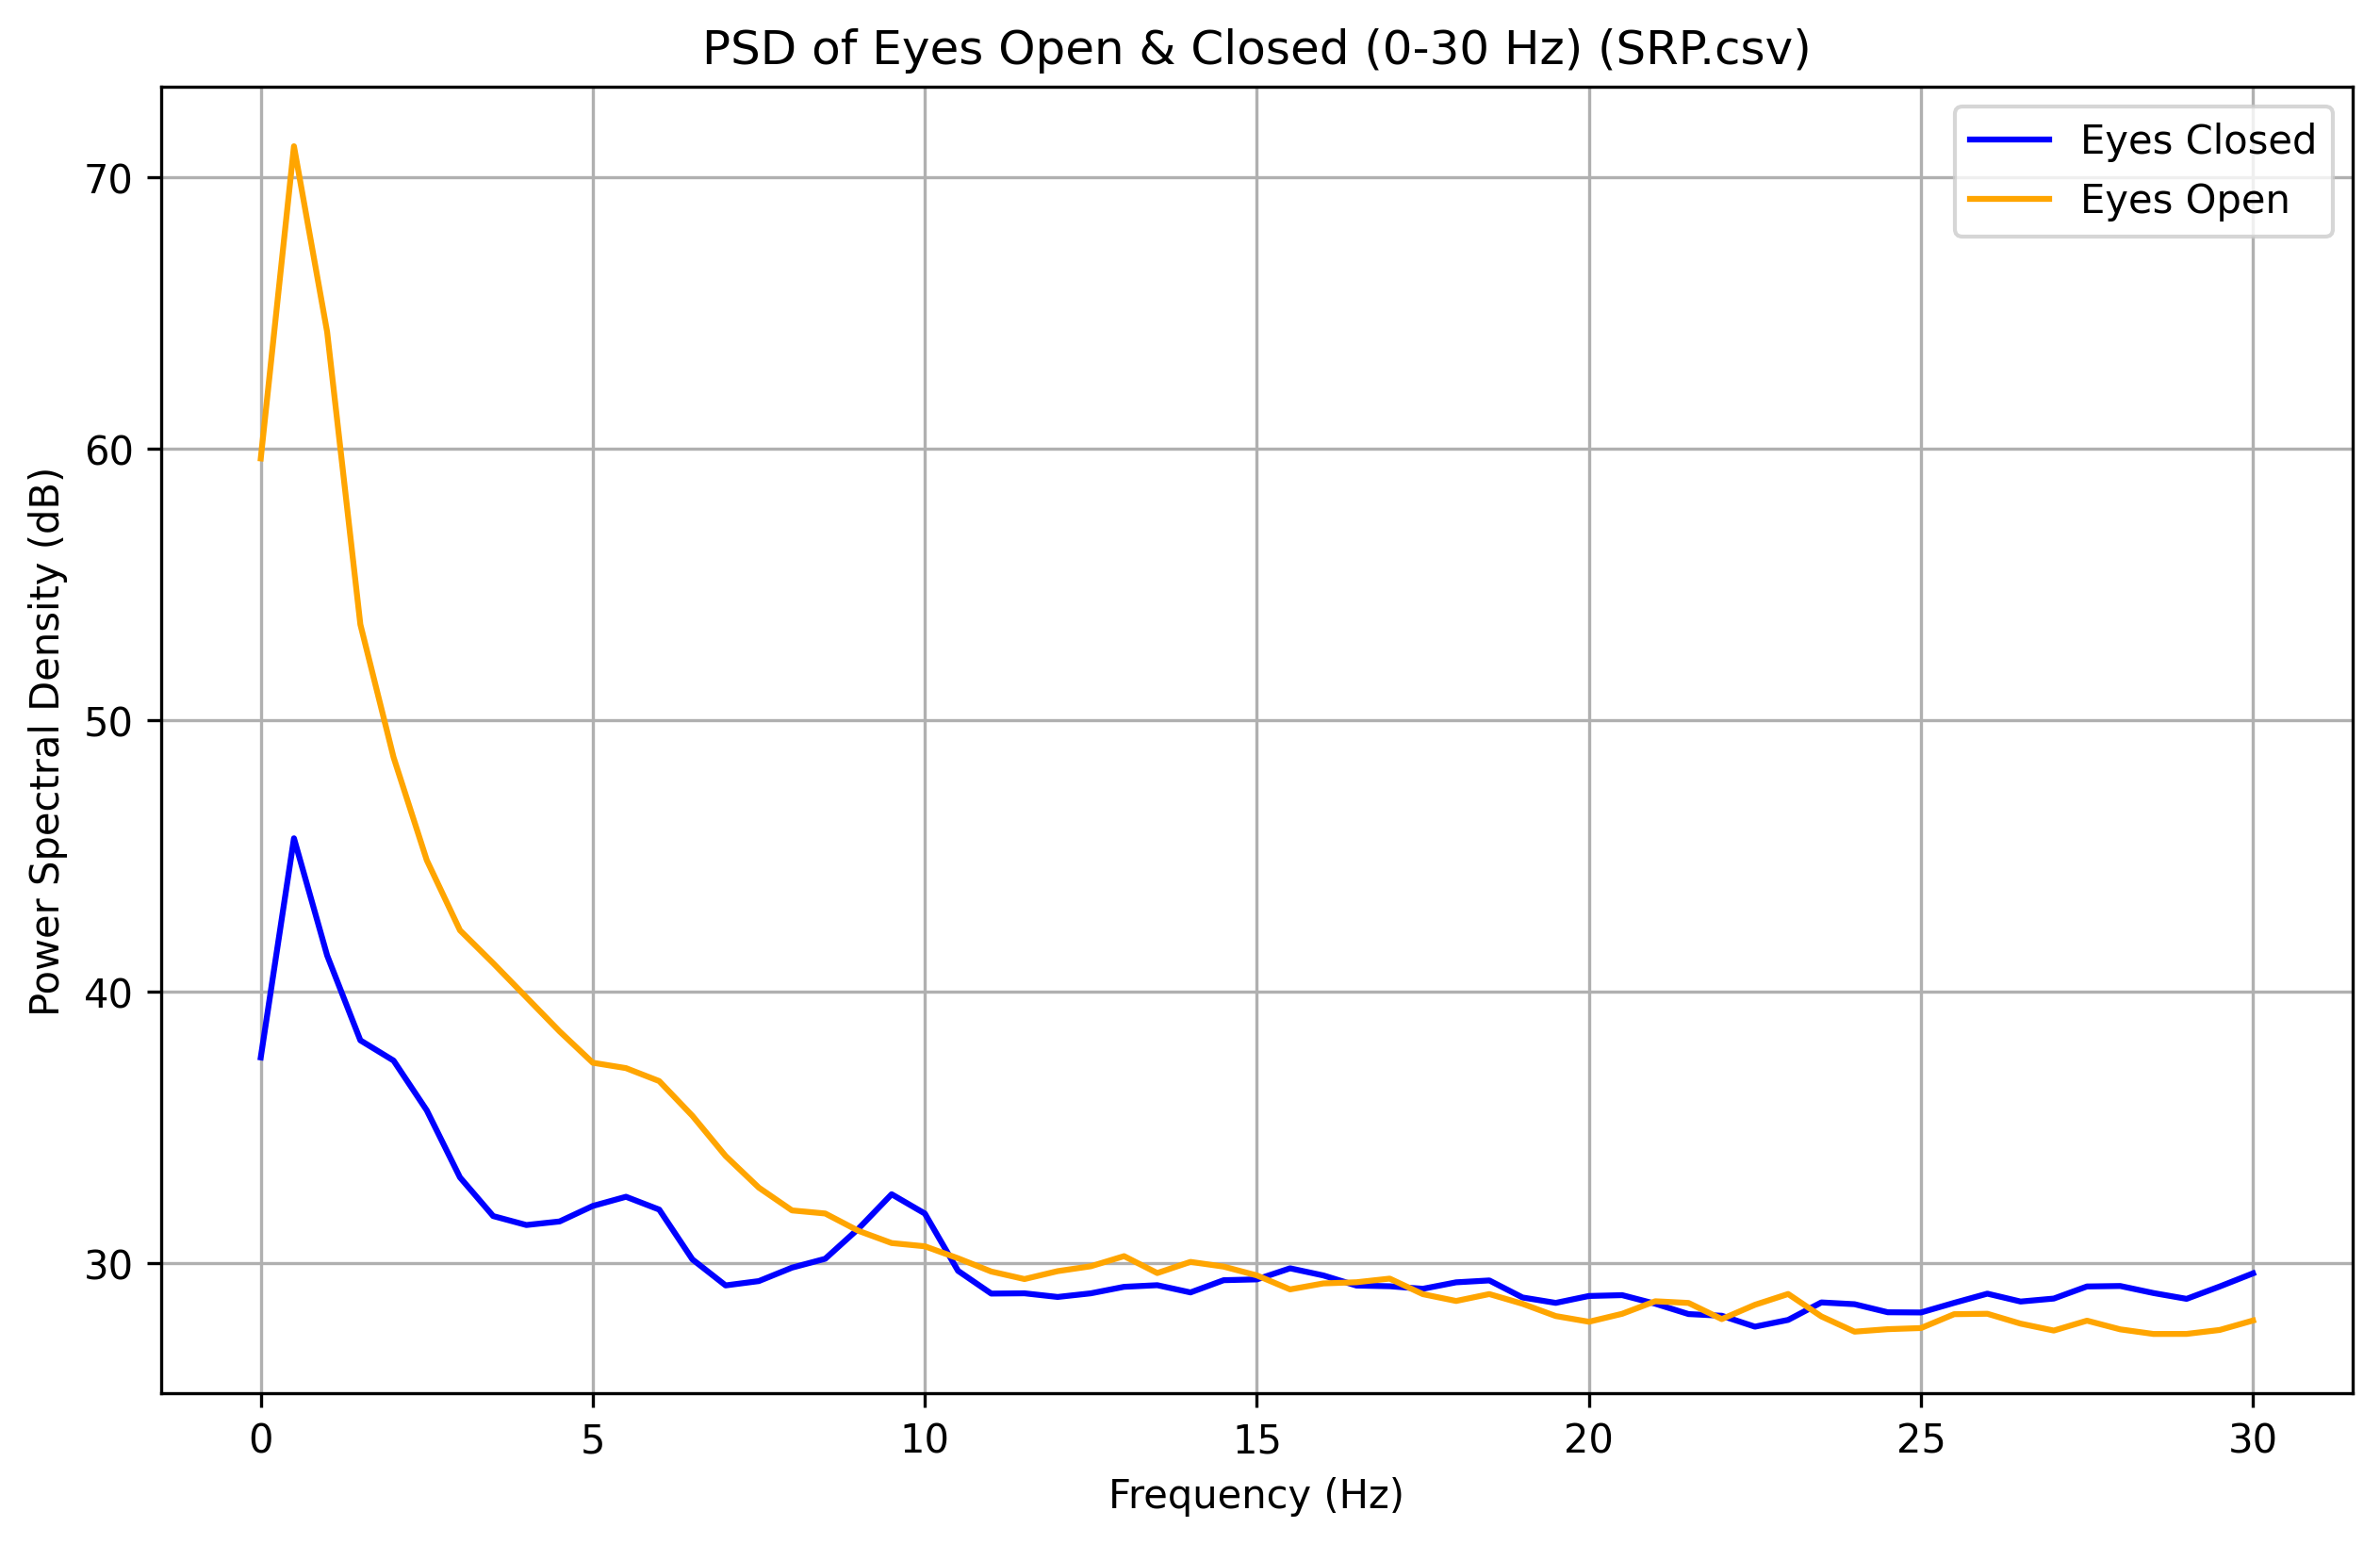 PSD of Eyes Open & Closed (0-30 Hz) (SRP.csv)
Eyes Closed
Eyes Open
Power Spectral Density (dB)
70
60
50
40
30
0 5 10 15 20 25 30
Frequency (Hz)